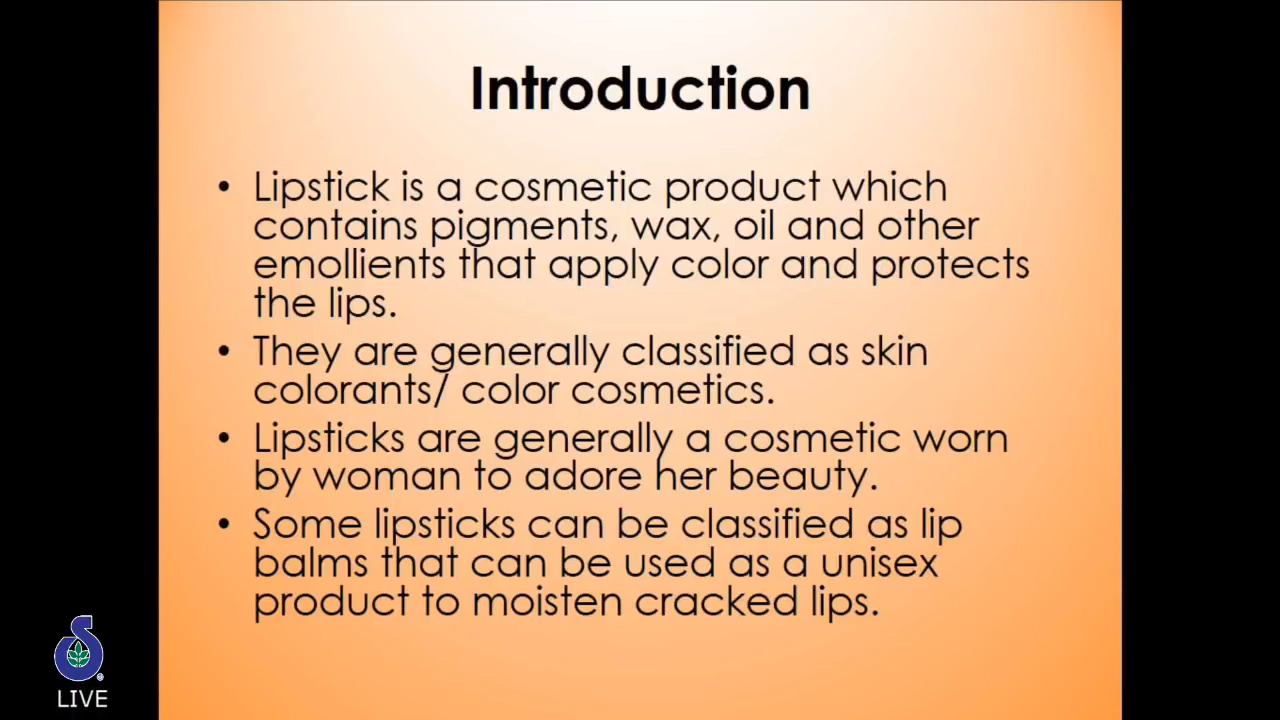 Introduction
• Lipstick is a cosmetic product which
contains pigments, wax, oil and other
emollients that apply color and protects
the lips.
• They are generally classified as skin
colorants/ color cosmetics.
• Lipsticks are generally a cosmetic worn
by woman to adore her beauty.
• Some lipsticks can be classified as lip
balms that can be used as a unisex
product to moisten cracked lips.
®
LIVE